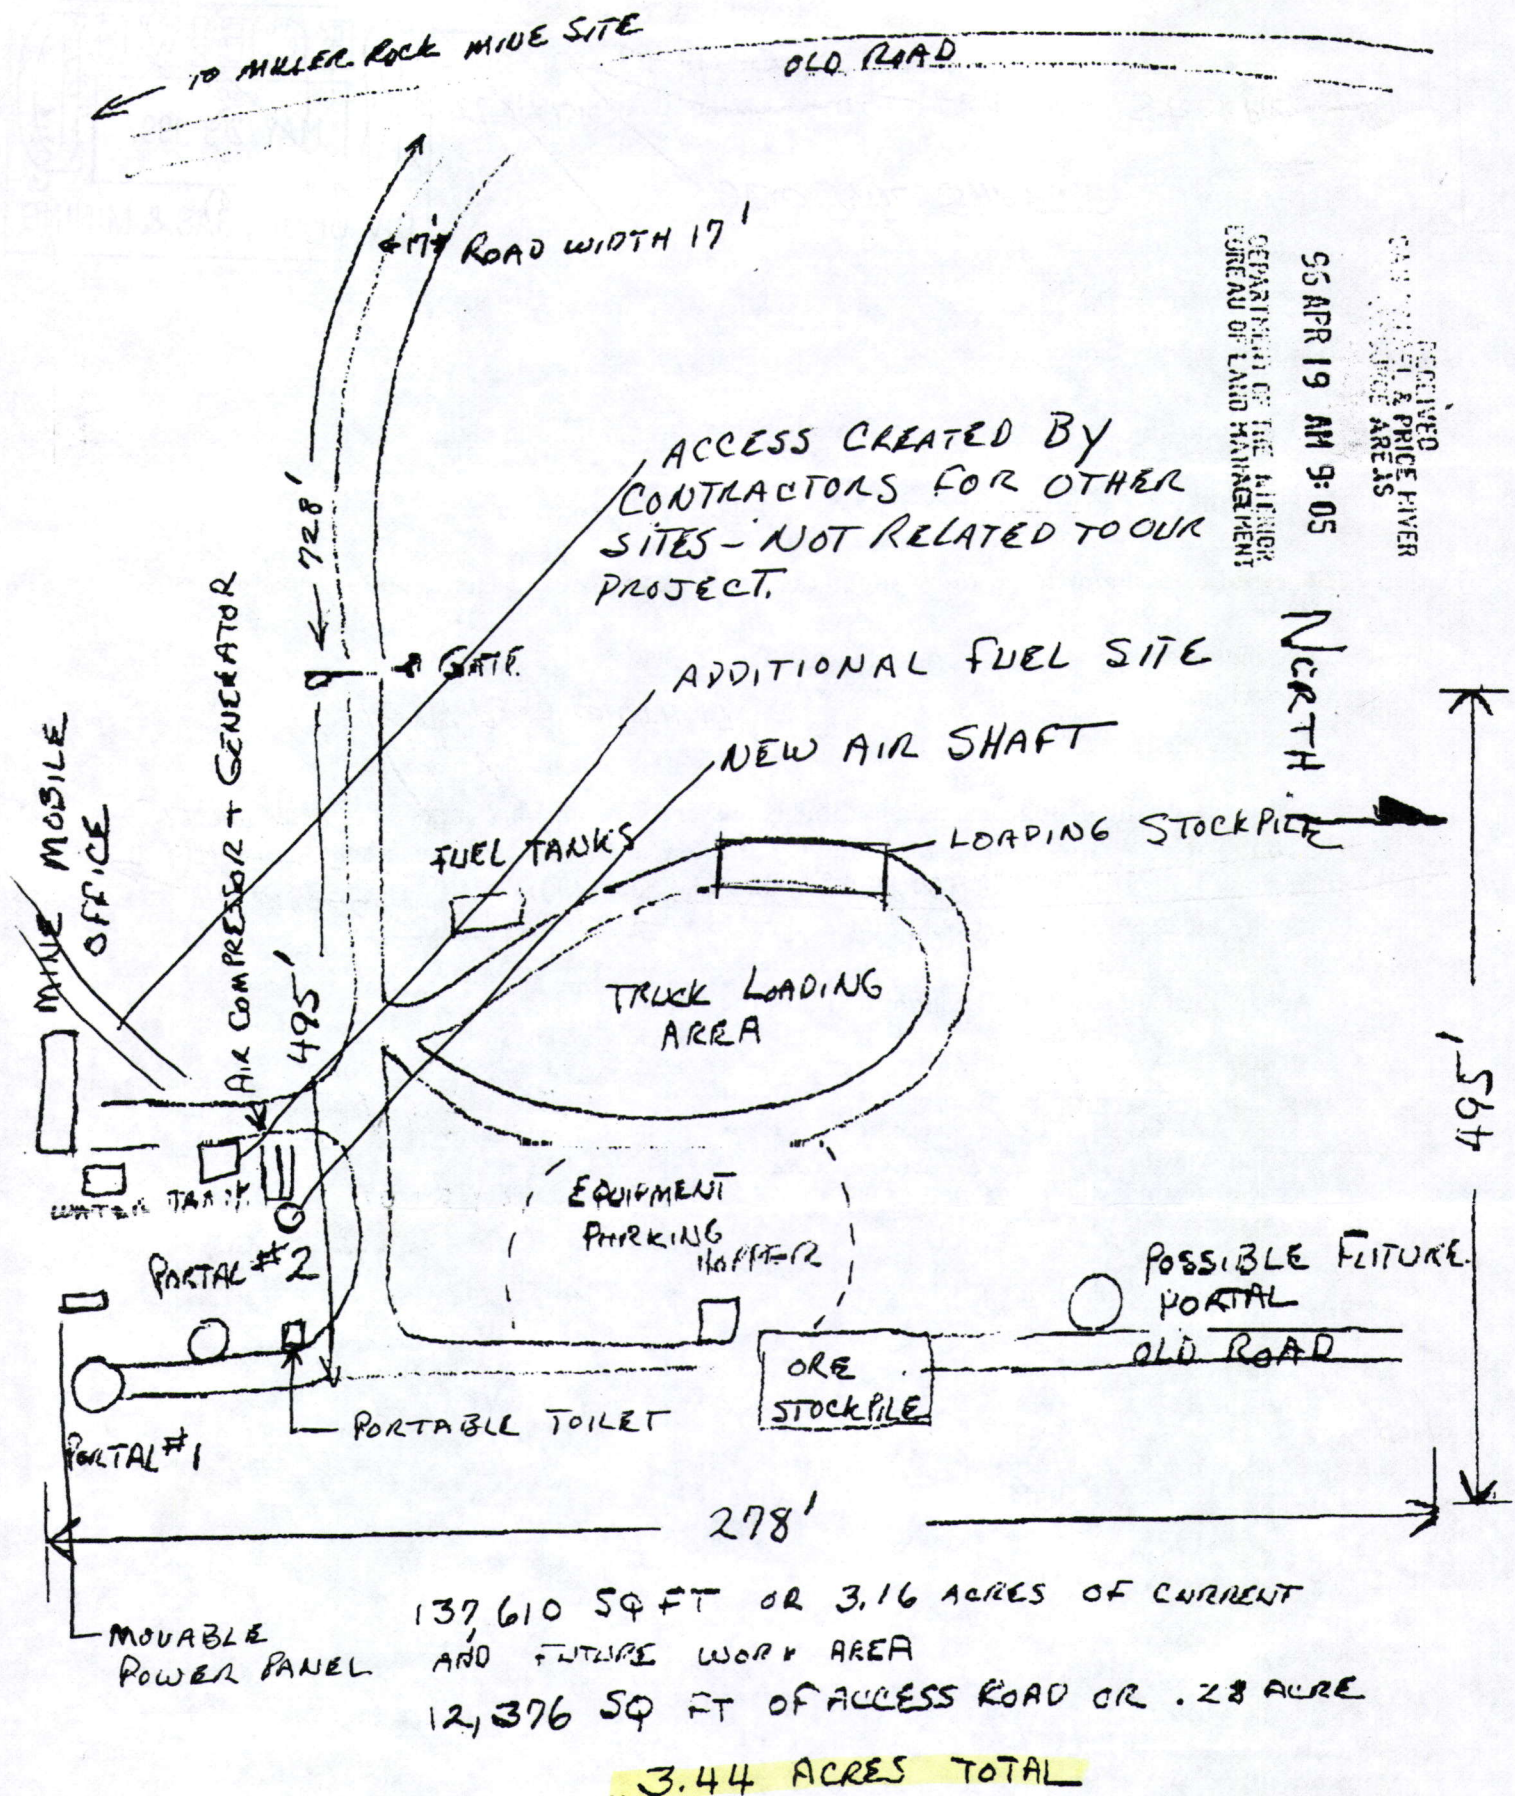 TO MILLER ROCK MINE SITE
OLD ROAD
17'
ROAD WIDTH 17'
RECEIVED
& PRICE RIVER
AREAS
96 APR 19 AM 9:05
DEPARTMENT OF THE INTERIOR
BUREAU OF LAND MANAGEMENT
ACCESS CREATED BY
CONTRACTORS FOR OTHER
SITES - NOT RELATED TO OUR
PROJECT.
728'
GATE
ADDITIONAL FUEL SITE
NORTH
NEW AIR SHAFT
MINE MOBILE
OFFICE
AIR COMPRESSOR + GENERATOR
FUEL TANKS
LOADING STOCKPILE
TRUCK LOADING
AREA
495'
495'
WATER TANK
EQUIPMENT
PARKING
HOPPER
PORTAL #2
POSSIBLE FUTURE
PORTAL
OLD ROAD
ORE
STOCKPILE
PORTABLE TOILET
PORTAL #1
278'
MOVABLE
POWER PANEL
137,610 SQ FT OR 3.16 ACRES OF CURRENT
AND FUTURE WORK AREA
12,376 SQ FT OF ACCESS ROAD OR .28 ACRE
3.44 ACRES TOTAL